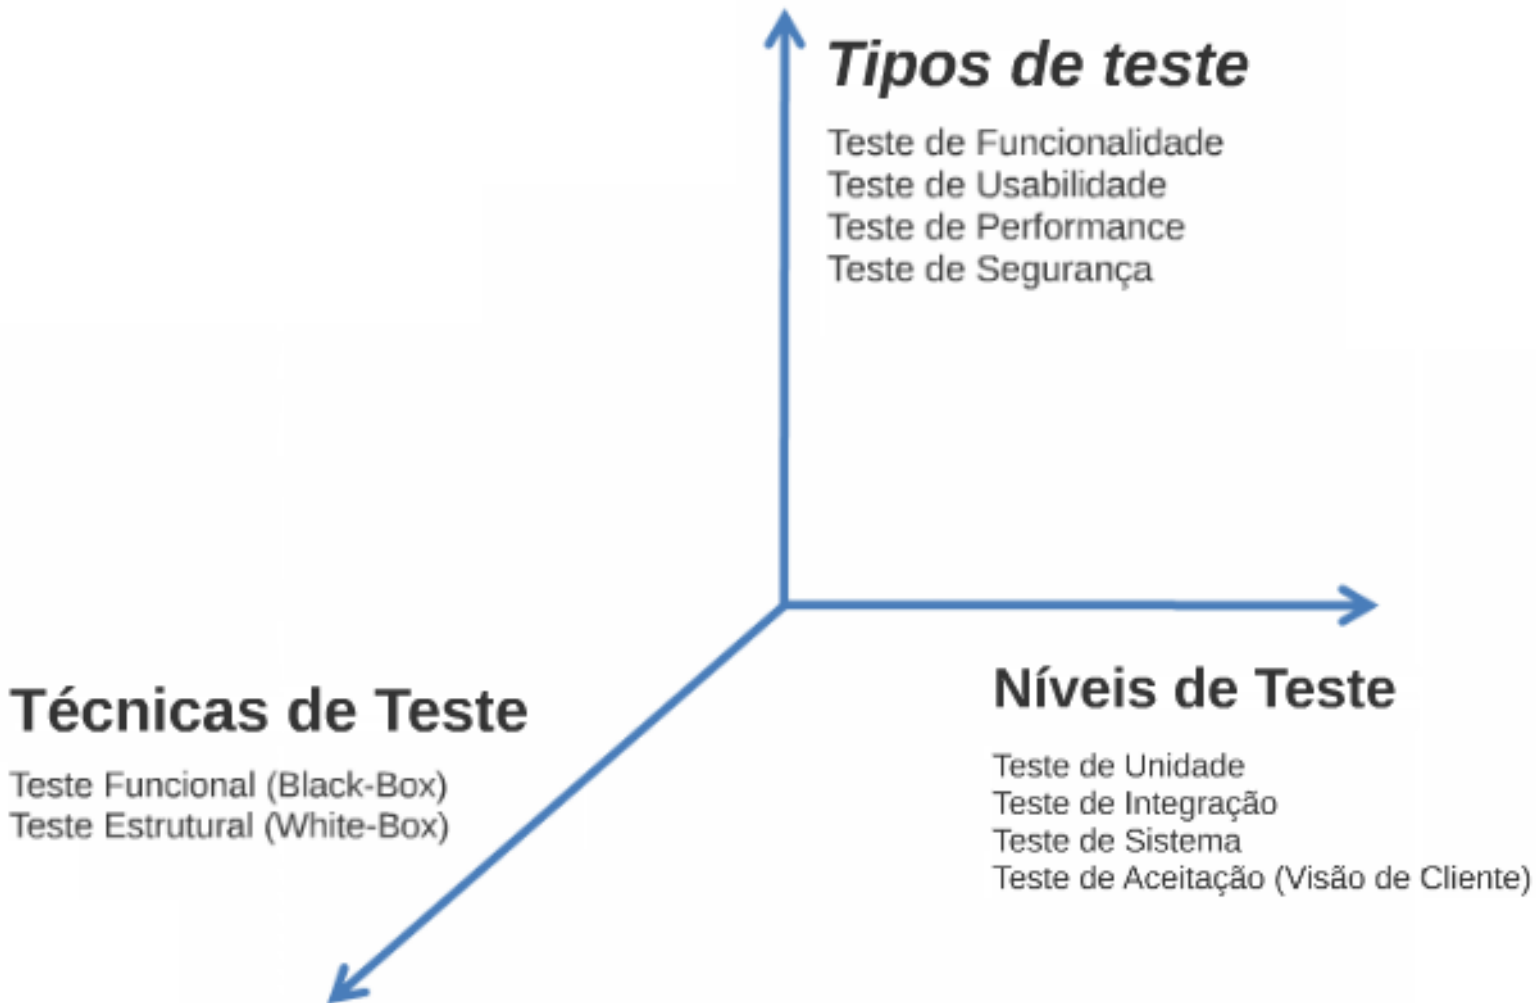 Tipos de teste
Teste de Funcionalidade
Teste de Usabilidade
Teste de Performance
Teste de Segurança
Técnicas de Teste
Teste Funcional (Black-Box)
Teste Estrutural (White-Box)
Níveis de Teste
Teste de Unidade
Teste de Integração
Teste de Sistema
Teste de Aceitação (Visão de Cliente)